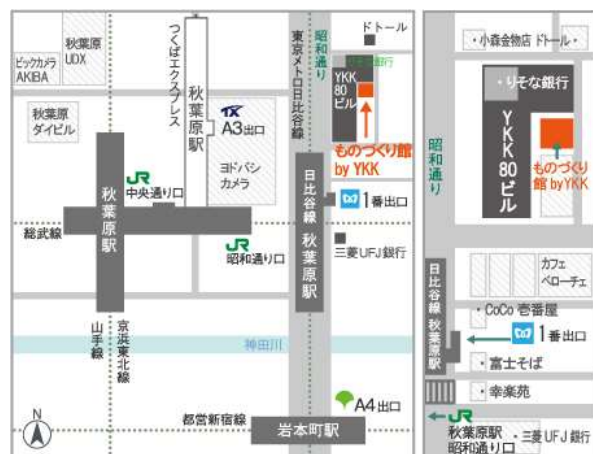 秋葉原
UDX
ビックカメラ
AKIBA
秋葉原
ダイビル
つくばエクスプレス
秋葉原駅
TX
A3出口
ヨドバシ
カメラ
JR
中央通り口
秋葉原駅
総武線
JR
昭和通り口
山手線
京浜東北線
神田川
都営新宿線
岩本町駅
A4出口
N
東京メトロ日比谷線
昭和通り
ドトール
りそな銀行
YKK
80
ビル
ものづくり館
by YKK
日比谷線 秋葉原駅
1番出口
三菱UFJ銀行
・小森金物店 ドトール・
・りそな銀行
YKK80ビル
ものづくり
館 byYKK
昭和通り
カフェ
ベローチェ
・CoCo壱番屋
1番出口
日比谷線 秋葉原駅
・富士そば
・幸楽苑
JR
秋葉原駅
昭和通り口
・三菱UFJ銀行